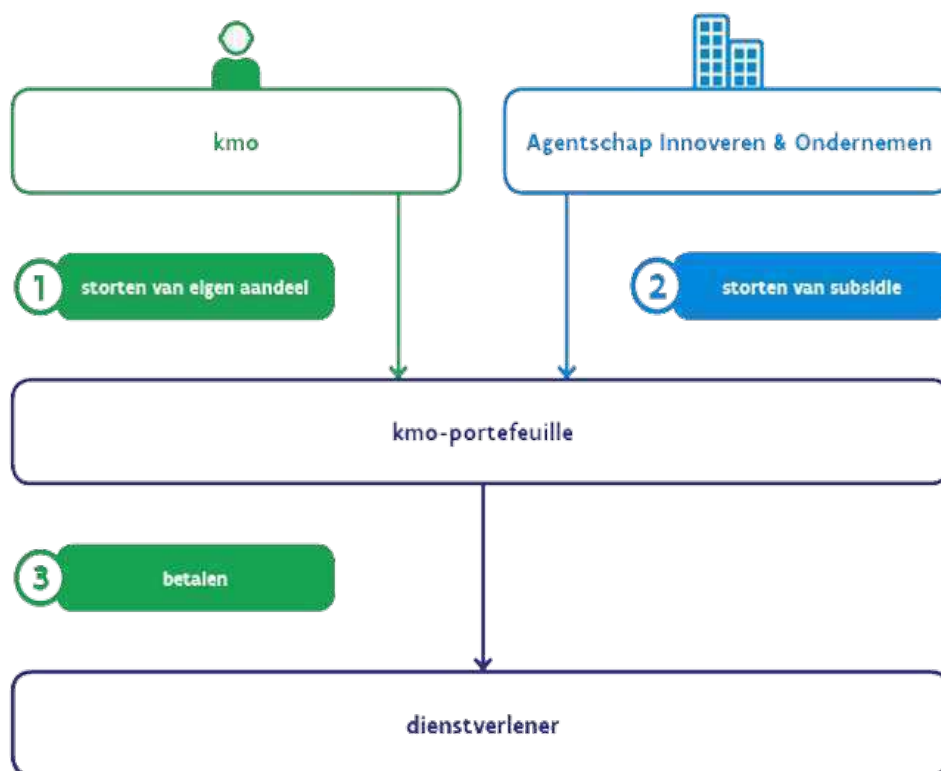 kmo
Agentschap Innoveren & Ondernemen
1 storten van eigen aandeel
2 storten van subsidie
kmo-portefeuille
3 betalen
dienstverlener